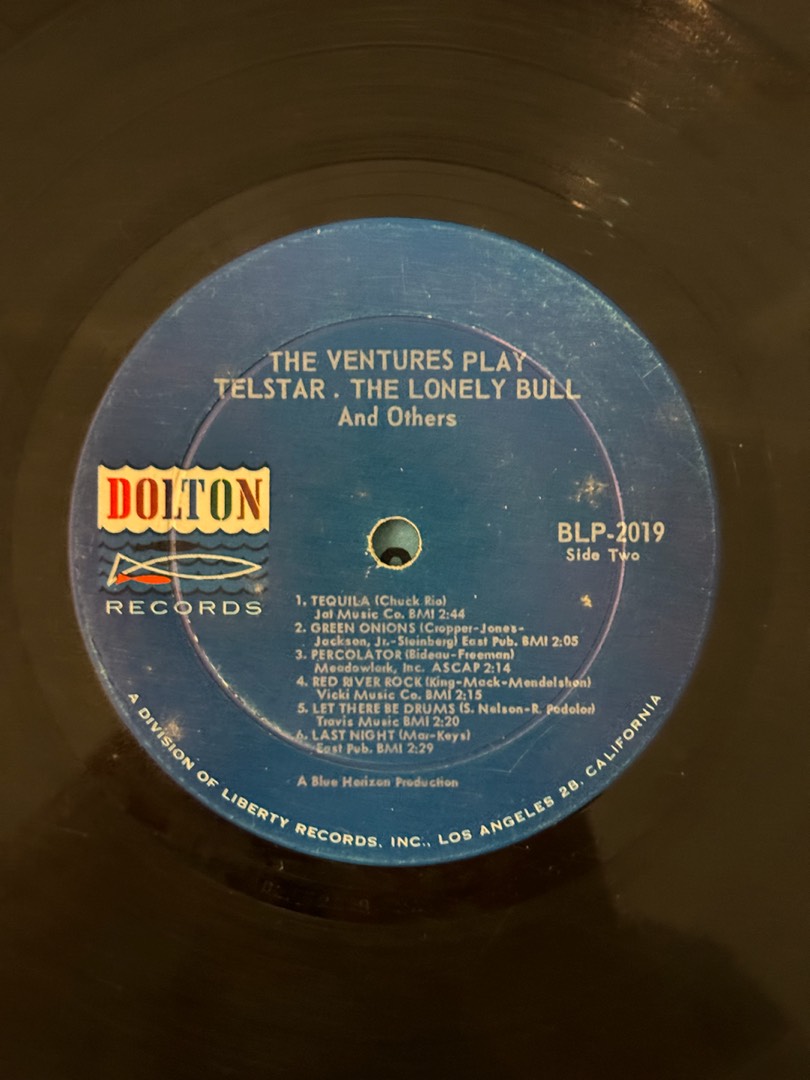 THE VENTURES PLAY
TELSTAR . THE LONELY BULL
And Others
DOLTON
RECORDS
BLP-2019
Side Two
1. TEQUILA (Chuck Rio)
Jat Music Co. BMI 2:44
2. GREEN ONIONS (Cropper-Jones-
Jackson, Jr.-Steinberg) East Pub. BMI 2:05
3. PERCOLATOR (Bideau-Freeman)
Meadowlark, Inc. ASCAP 2:14
4. RED RIVER ROCK (King-Mack-Mendelshon)
Vicki Music Co. BMI 2:15
5. LET THERE BE DRUMS (S. Nelson-R. Podolor)
Travis Music BMI 2:20
6. LAST NIGHT (Mar-Keys)
East Pub. BMI 2:29
A Blue Horizon Production
A DIVISION OF LIBERTY RECORDS, INC., LOS ANGELES 28, CALIFORNIA